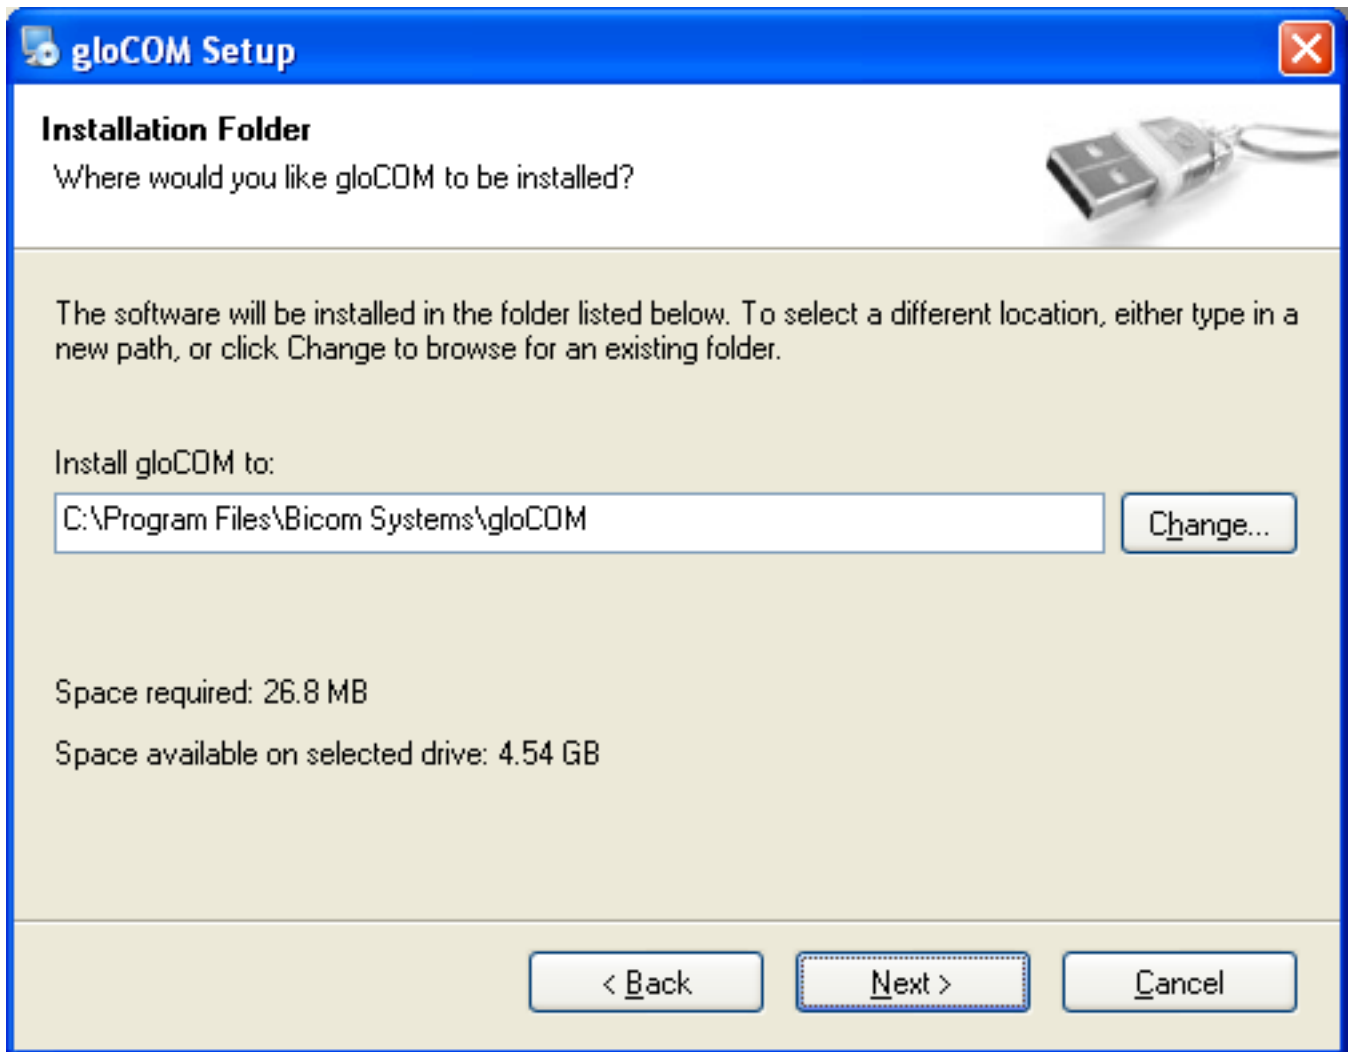 gloCOM Setup
Installation Folder
Where would you like gloCOM to be installed?
The software will be installed in the folder listed below. To select a different location, either type in a
new path, or click Change to browse for an existing folder.
Install gloCOM to:
C:\Program Files\Bicom Systems\gloCOM
Change...
Space required: 26.8 MB
Space available on selected drive: 4.54 GB
< Back
Next >
Cancel